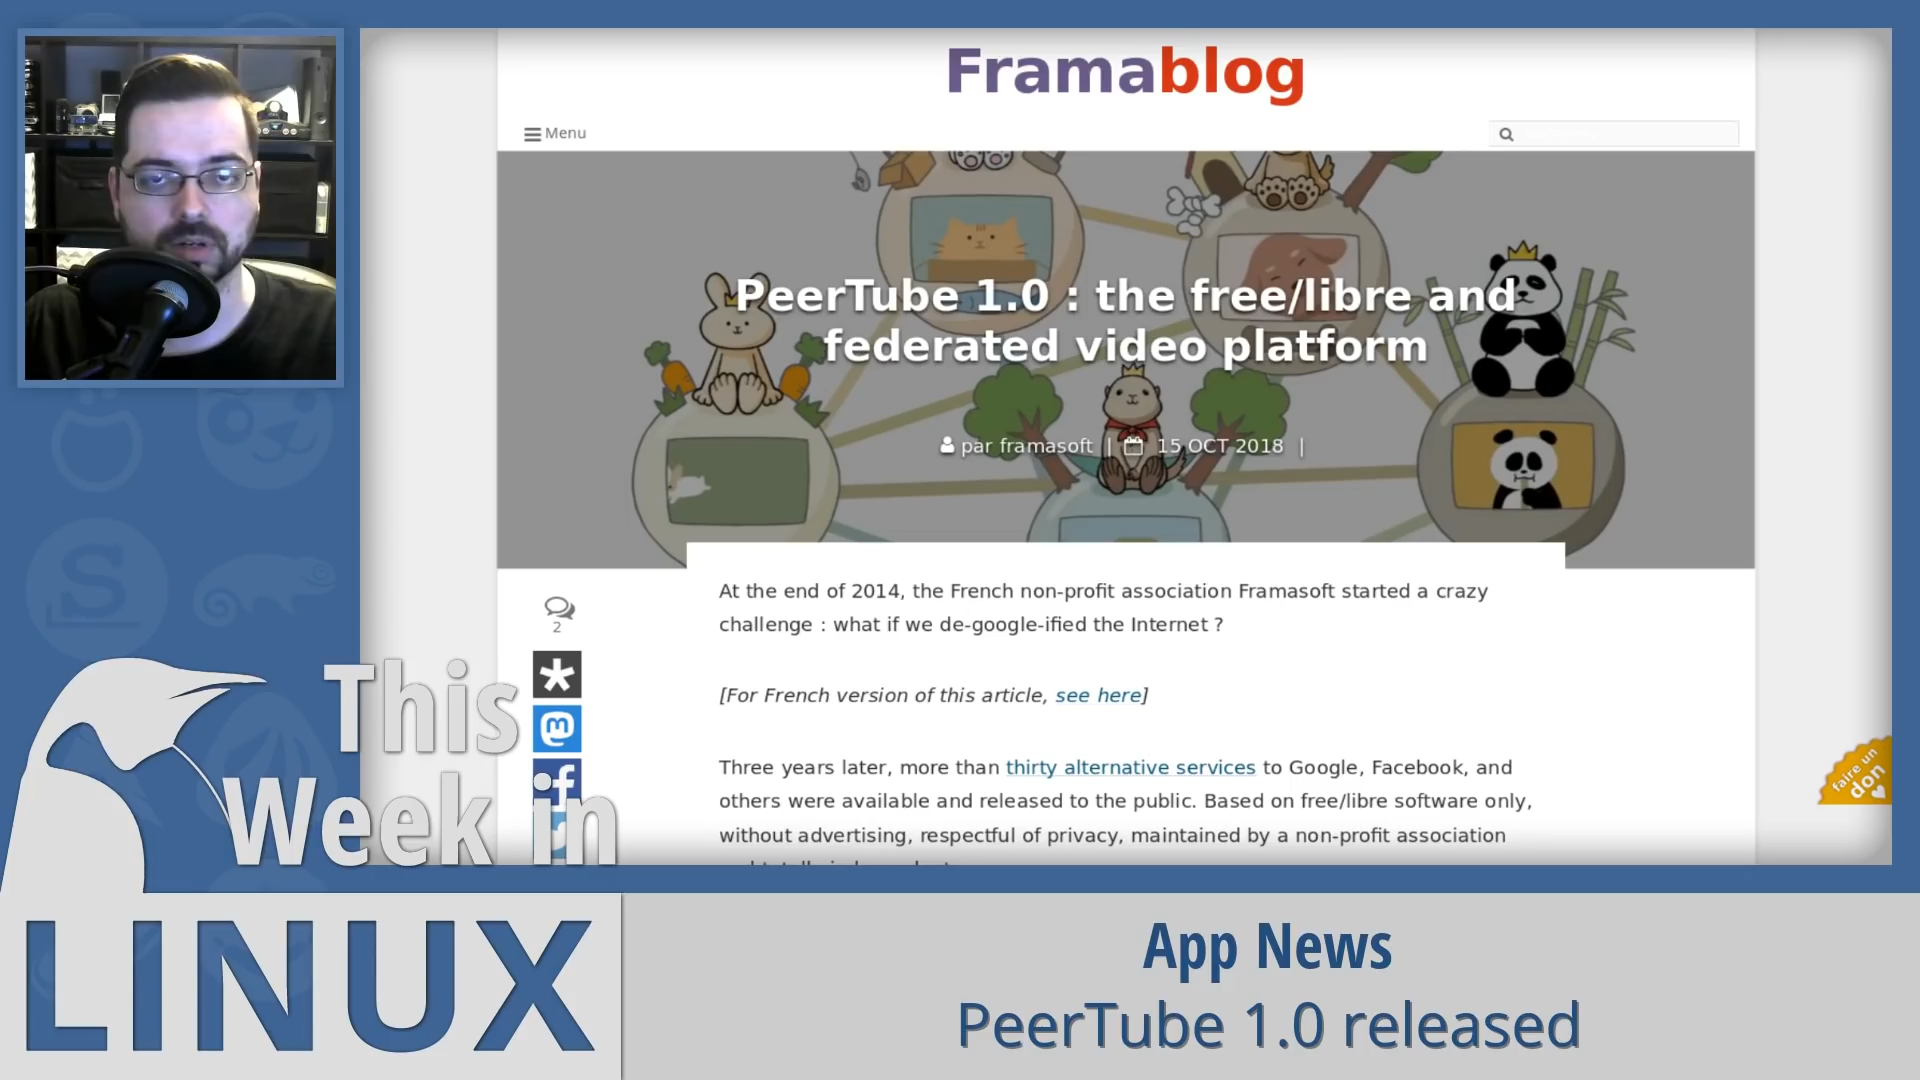 Framablog
Menu
PeerTube 1.0 : the free/libre and
federated video platform
par framasoft | 15 OCT 2018 |
At the end of 2014, the French non-profit association Framasoft started a crazy
challenge : what if we de-google-ified the Internet ?
2
[For French version of this article, see here]
Three years later, more than thirty alternative services to Google, Facebook, and
others were available and released to the public. Based on free/libre software only,
without advertising, respectful of privacy, maintained by a non-profit association
faire un
don
This
Week in
LINUX
App News
PeerTube 1.0 released